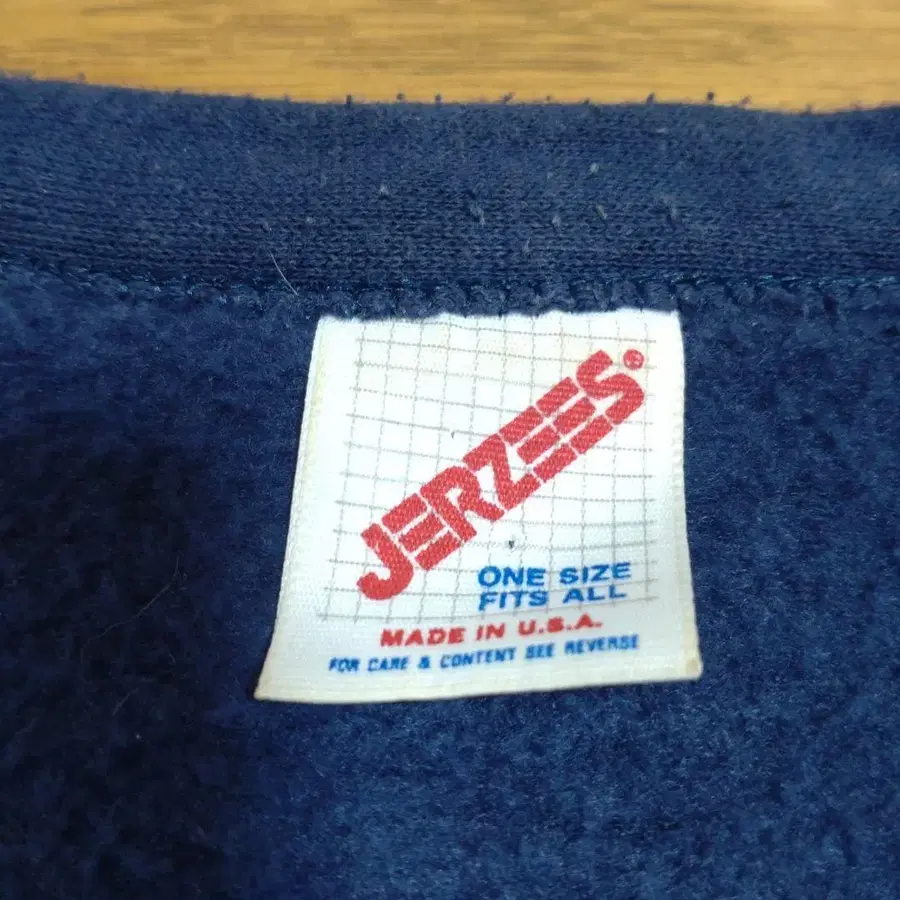 JERZEES®
ONE SIZE
FITS ALL
MADE IN U.S.A.
FOR CARE & CONTENT SEE REVERSE